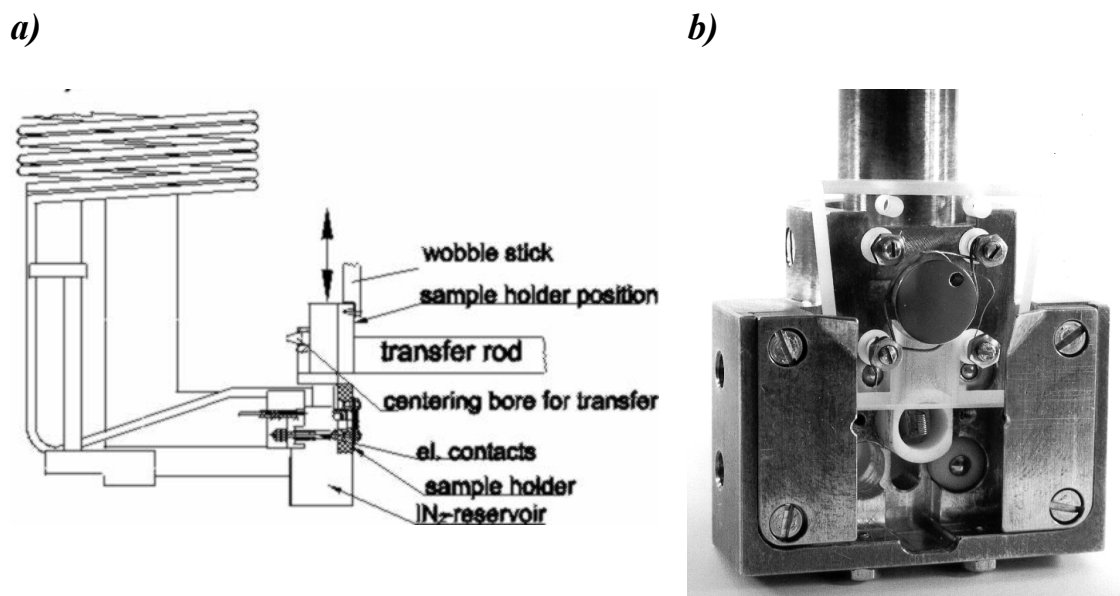 a)
b)
wobble stick
sample holder position
transfer rod
centering bore for transfer
el. contacts
sample holder
lN₂-reservoir